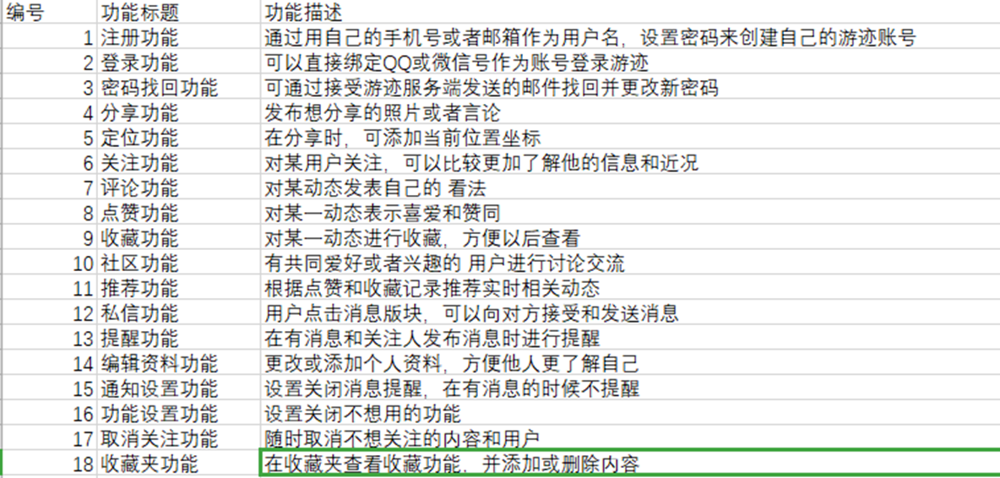 编号 功能标题 功能描述
1 注册功能 通过用自己的手机号或者邮箱作为用户名，设置密码来创建自己的游迹账号
2 登录功能 可以直接绑定QQ或微信号作为账号登录游迹
3 密码找回功能 可通过接受游迹服务端发送的邮件找回并更改新密码
4 分享功能 发布想分享的照片或者言论
5 定位功能 在分享时，可添加当前位置坐标
6 关注功能 对某用户关注，可以比较更加了解他的信息和近况
7 评论功能 对某动态发表自己的 看法
8 点赞功能 对某一动态表示喜爱和赞同
9 收藏功能 对某一动态进行收藏，方便以后查看
10 社区功能 有共同爱好或者兴趣的 用户进行讨论交流
11 推荐功能 根据点赞和收藏记录推荐实时相关动态
12 私信功能 用户点击消息版块，可以向对方接受和发送消息
13 提醒功能 在有消息和关注人发布消息时进行提醒
14 编辑资料功能 更改或添加个人资料，方便他人更了解自己
15 通知设置功能 设置关闭消息提醒，在有消息的时候不提醒
16 功能设置功能 设置关闭不想用的功能
17 取消关注功能 随时取消不想关注的内容和用户
18 收藏夹功能 在收藏夹查看收藏功能，并添加或删除内容